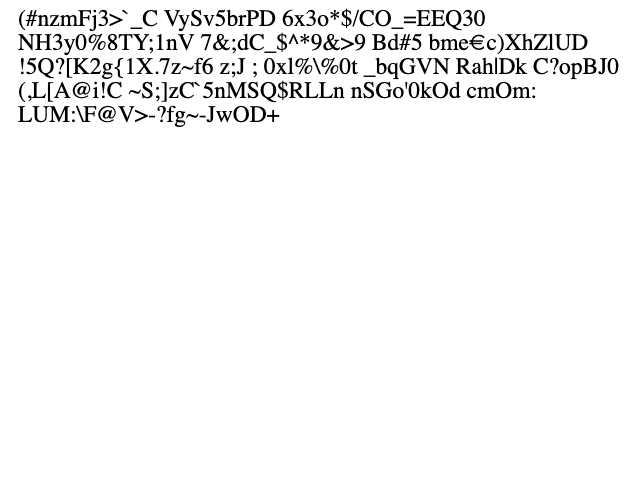 (#nzmFj3>`_C VySv5brPD 6x3o*$/CO_=EEQ30
NH3y0%8TY;1nV 7&;dC_$^*9&>9 Bd#5 bme€c)XhZlUD
!5Q?[K2g{1X.7z~f6 z;J ; 0xl%\%0t _bqGVN Rah|Dk C?opBJ0
(,L[A@i!C ~S;]zC`5nMSQ$RLLn nSGo'0kOd cmOm:
LUM:\F@V>-?fg~-JwOD+